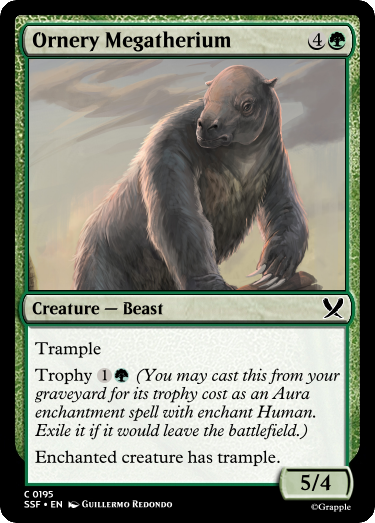 Ornery Megatherium 4
Creature — Beast
Trample
Trophy 1 (You may cast this from your
graveyard for its trophy cost as an Aura
enchantment spell with enchant Human.
Exile it if it would leave the battlefield.)
Enchanted creature has trample.
5/4
C 0195
SSF • EN Guillermo Redondo
©Grapple